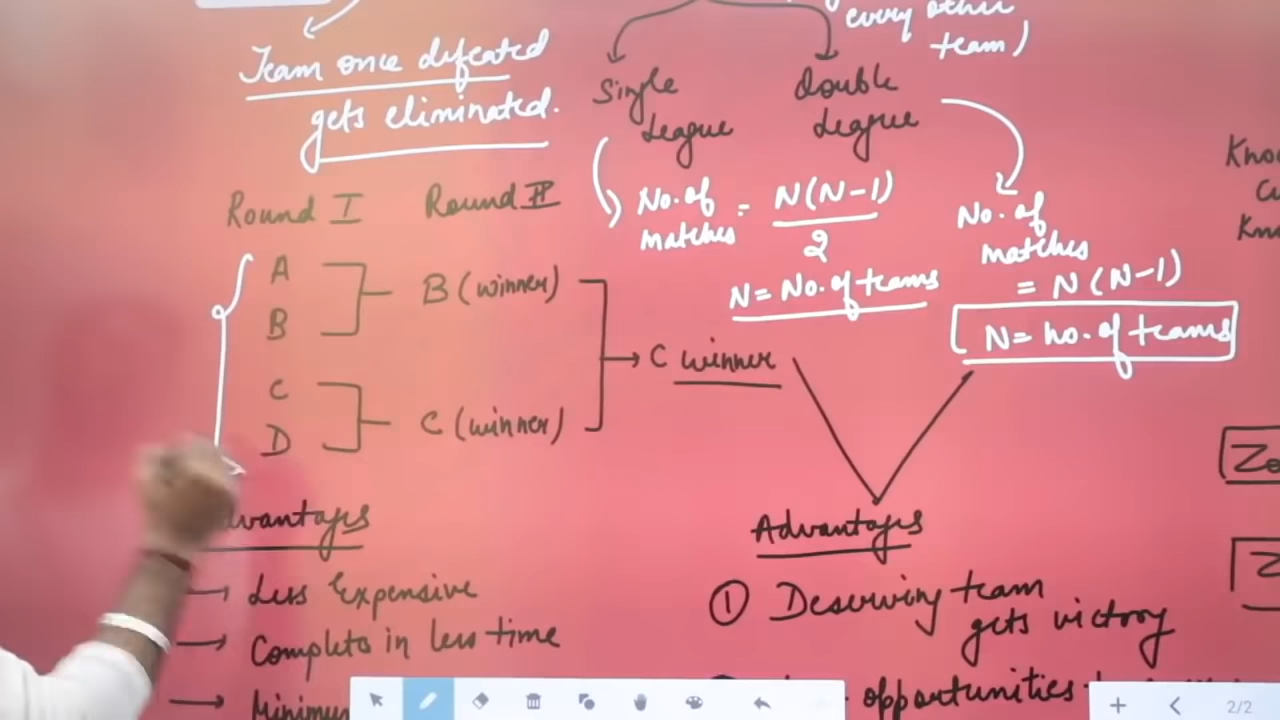 every other
team)
Team once defeated
gets eliminated.
Single
League
double
league
Round I
Round II
No. of
matches = N(N-1)
2
N = No. of teams
No. of
matches
= N (N-1)
N = no. of teams
A
B
C
D
B (winner)
C (winner)
C winner
Advantages
→ Less Expensive
→ Complete in less time
→
Advantages
① Deserving team
gets victory
opportunities
2/2